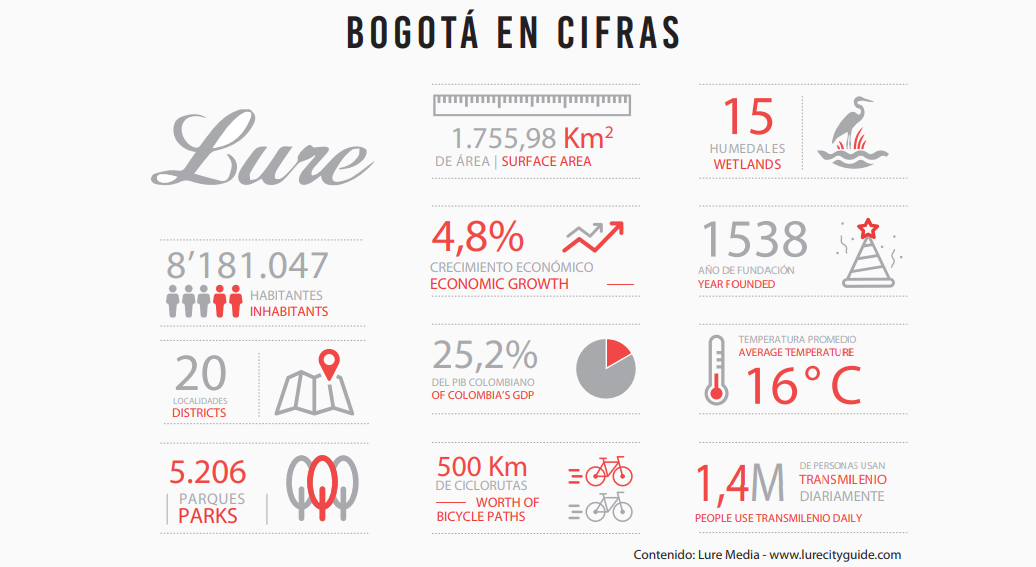 BOGOTÁ EN CIFRAS
Lure
8’181.047
HABITANTES
INHABITANTS
20
LOCALIDADES
DISTRICTS
5.206
PARQUES
PARKS
1.755,98 Km²
DE ÁREA | SURFACE AREA
4,8%
CRECIMIENTO ECONÓMICO
ECONOMIC GROWTH
25,2%
DEL PIB COLOMBIANO
OF COLOMBIA’S GDP
500 Km
DE CICLORUTAS
WORTH OF
BICYCLE PATHS
15
HUMEDALES
WETLANDS
1538
AÑO DE FUNDACIÓN
YEAR FOUNDED
TEMPERATURA PROMEDIO
AVERAGE TEMPERATURE
16°C
1,4M
DE PERSONAS USAN
TRANSMILENIO
DIARIAMENTE
PEOPLE USE TRANSMILENIO DAILY
Contenido: Lure Media - www.lurecityguide.com